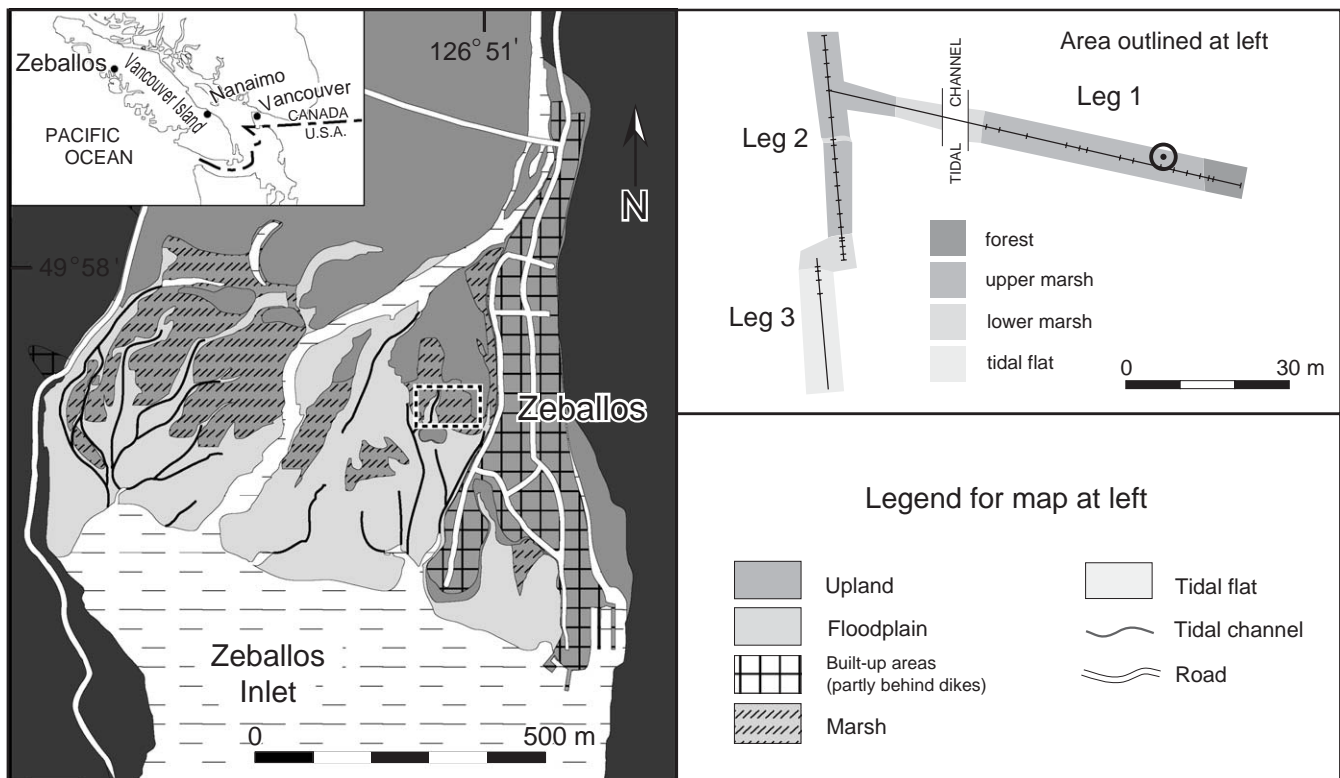 Zeballos
Vancouver Island
Nanaimo
Vancouver
CANADA
U.S.A.
PACIFIC
OCEAN
126° 51'
N
49° 58'
Zeballos
Zeballos
Inlet
0 500 m
Area outlined at left
Leg 1
TIDAL CHANNEL
Leg 2
Leg 3
forest
upper marsh
lower marsh
tidal flat
0 30 m
Legend for map at left
Upland
Floodplain
Built-up areas
(partly behind dikes)
Marsh
Tidal flat
Tidal channel
Road